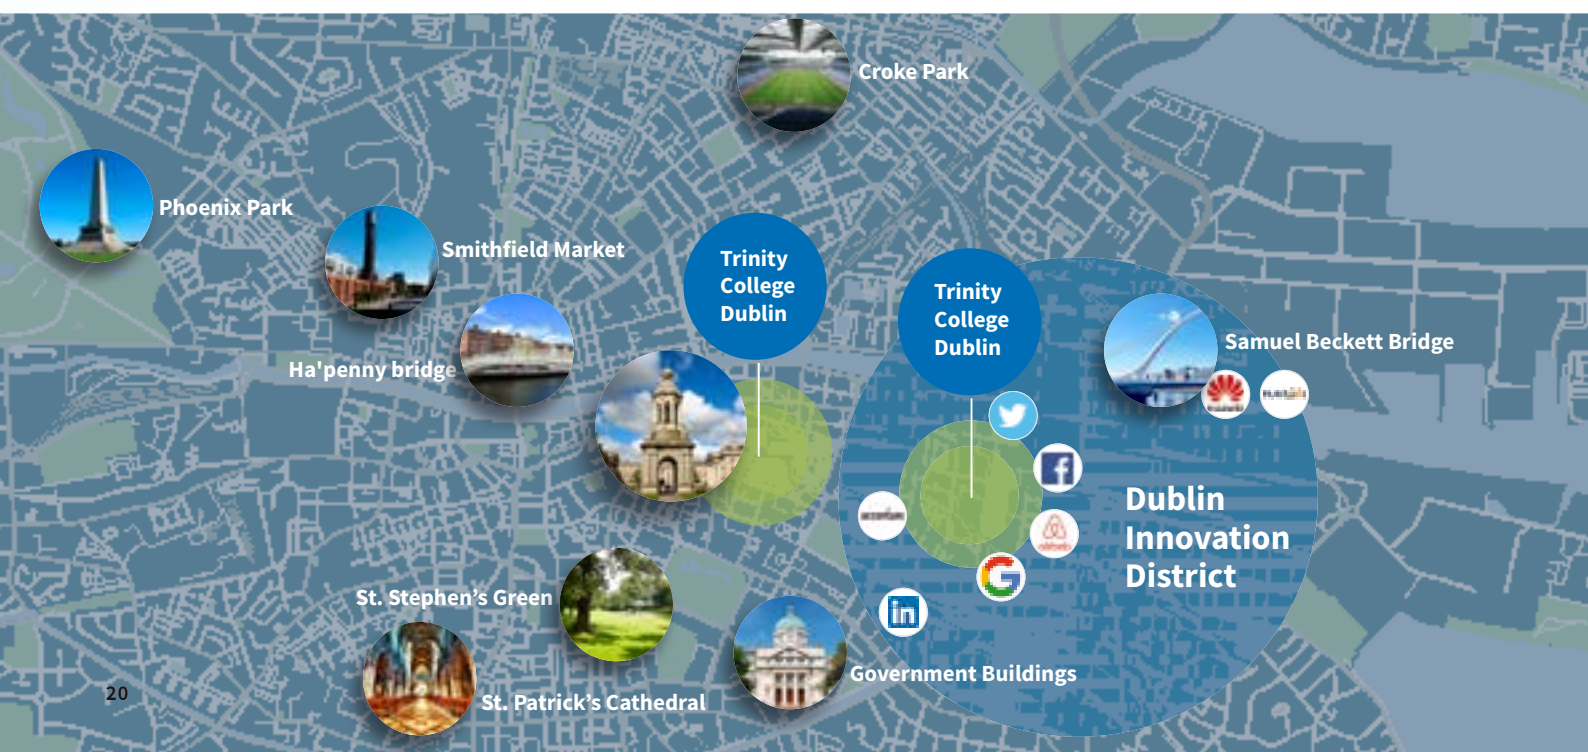 Croke Park
Phoenix Park
Smithfield Market
Trinity
College
Dublin
Trinity
College
Dublin
Samuel Beckett Bridge
Ha'penny bridge
Dublin
Innovation
District
in
St. Stephen’s Green
Government Buildings
St. Patrick’s Cathedral
20